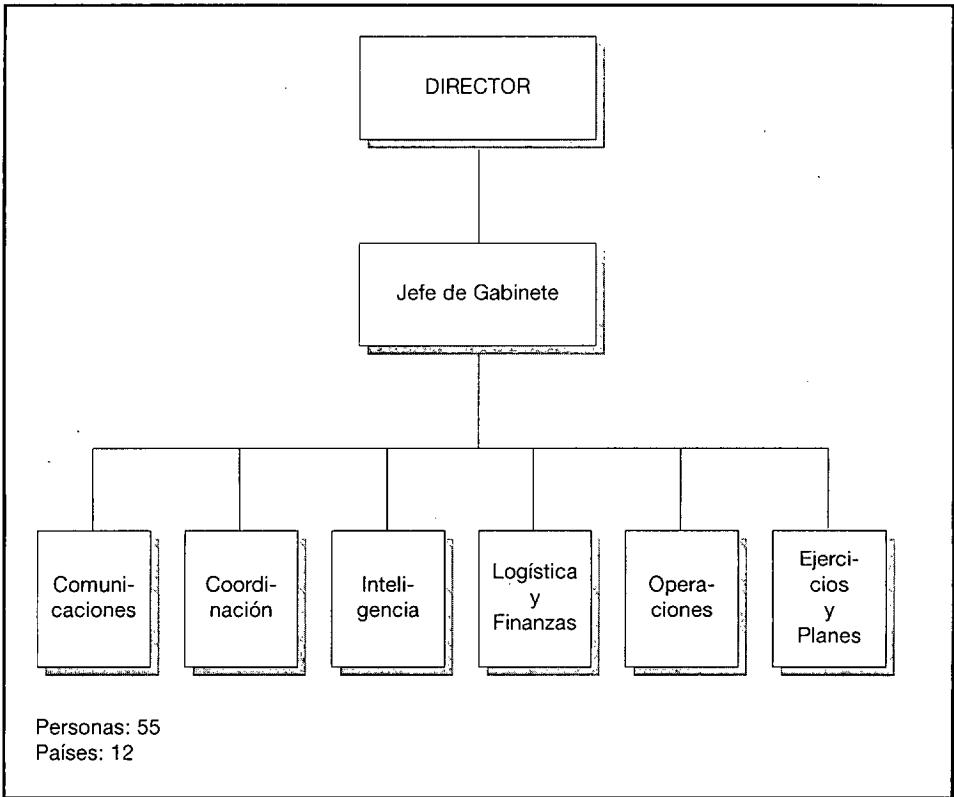 DIRECTOR
Jefe de Gabinete
Comuni-
caciones
Coordi-
nación
Inteli-
gencia
Logística
y
Finanzas
Opera-
ciones
Ejerci-
cios
y
Planes
Personas: 55
Países: 12